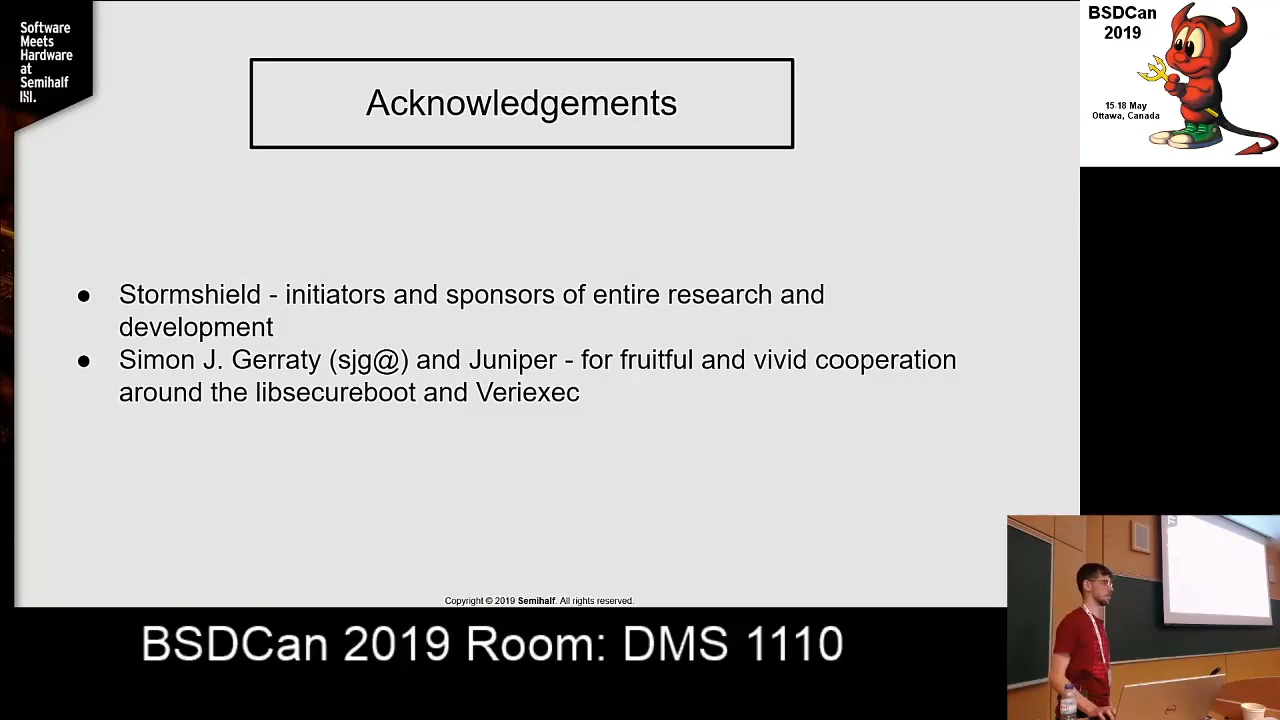 Software
Meets
Hardware
at
Semihalf
Acknowledgements
● Stormshield - initiators and sponsors of entire research and
development
● Simon J. Gerraty (sjg@) and Juniper - for fruitful and vivid cooperation
around the libsecureboot and Veriexec
Copyright © 2019 Semihalf. All rights reserved.
BSDCan 2019 Room: DMS 1110
BSDCan
2019
15-18 May
Ottawa, Canada